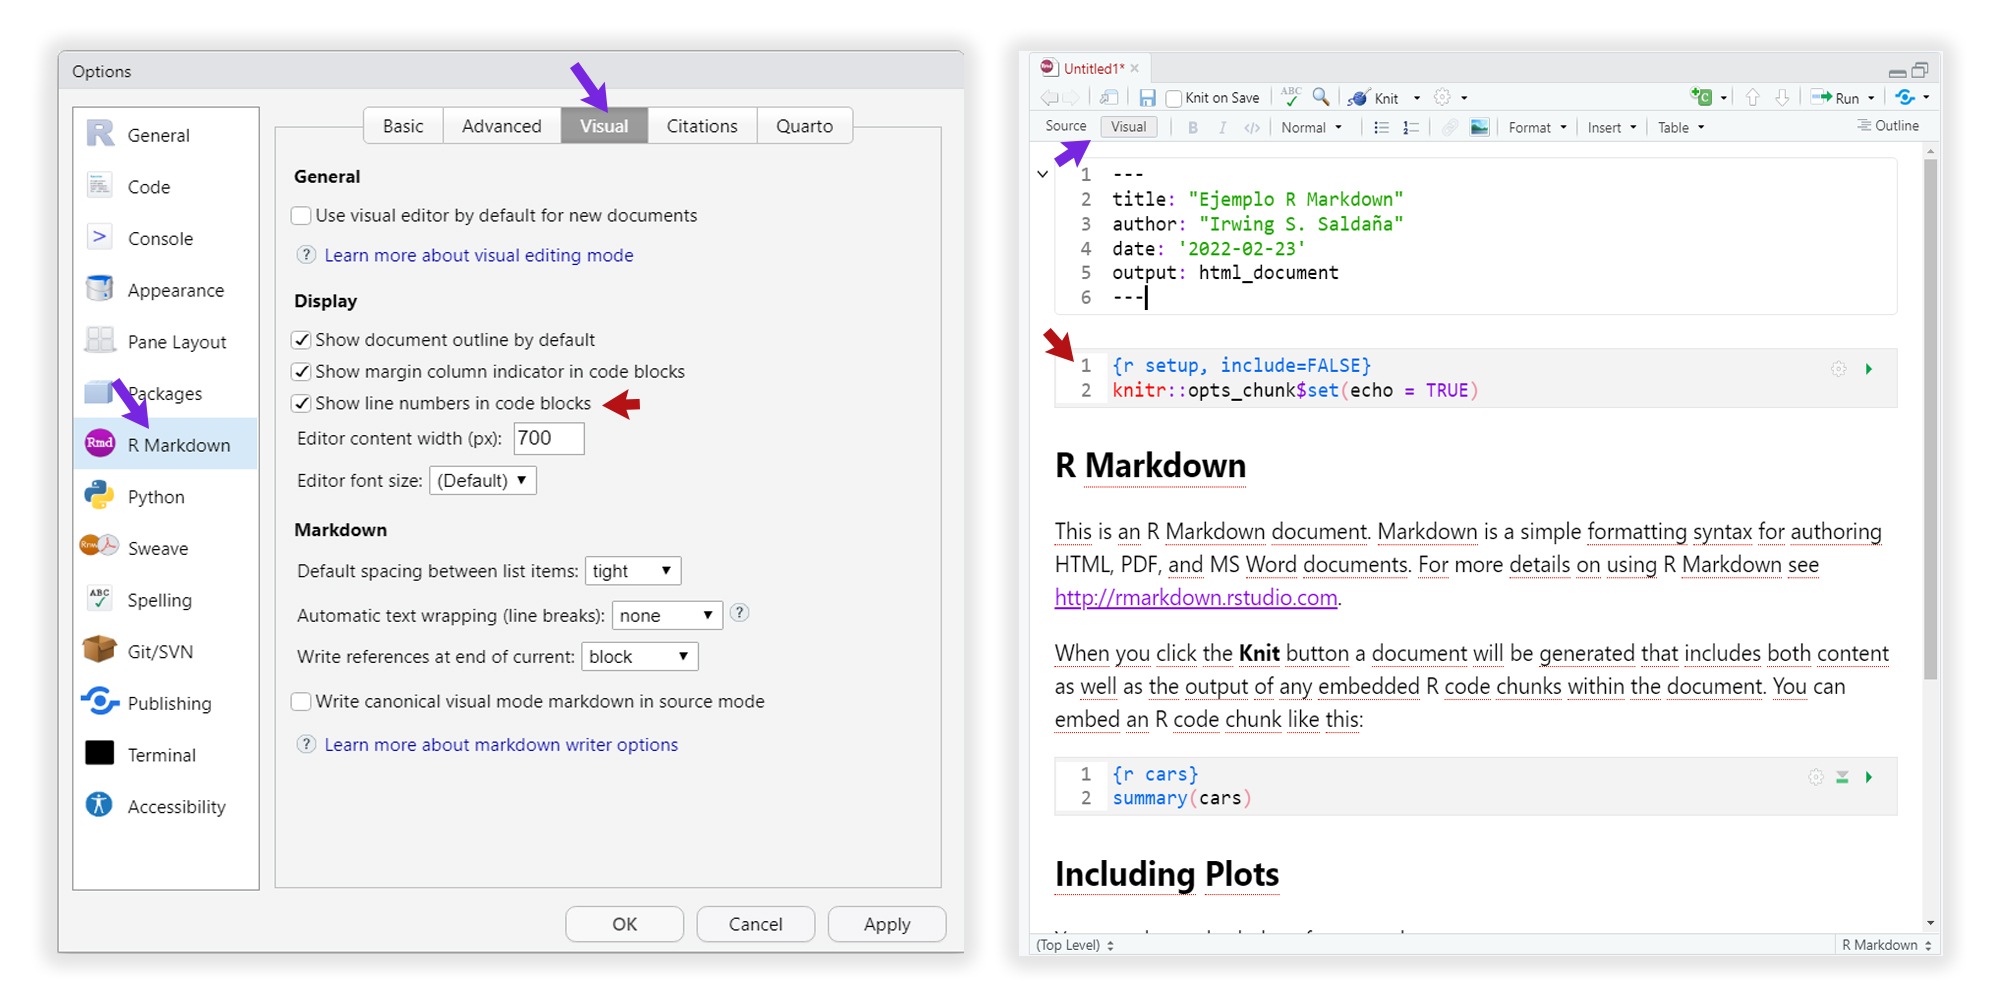 Options
General
Code
Console
Appearance
Pane Layout
Packages
Rmd R Markdown
Python
Sweave
ABC Spelling
Git/SVN
Publishing
Terminal
Accessibility
Basic Advanced Visual Citations Quarto
General
Use visual editor by default for new documents
? Learn more about visual editing mode
Display
Show document outline by default
Show margin column indicator in code blocks
Show line numbers in code blocks
Editor content width (px): 700
Editor font size: (Default)
Markdown
Default spacing between list items: tight
Automatic text wrapping (line breaks): none ?
Write references at end of current: block
Write canonical visual mode markdown in source mode
? Learn more about markdown writer options
OK Cancel Apply
Untitled1*
Knit on Save ABC Knit Run
Source Visual B I </> Normal Format Insert Table Outline
1 ---
2 title: "Ejemplo R Markdown"
3 author: "Irwing S. Saldaña"
4 date: '2022-02-23'
5 output: html_document
6 ---
1 {r setup, include=FALSE}
2 knitr::opts_chunk$set(echo = TRUE)
R Markdown
This is an R Markdown document. Markdown is a simple formatting syntax for authoring
HTML, PDF, and MS Word documents. For more details on using R Markdown see
http://rmarkdown.rstudio.com.
When you click the Knit button a document will be generated that includes both content
as well as the output of any embedded R code chunks within the document. You can
embed an R code chunk like this:
1 {r cars}
2 summary(cars)
Including Plots
(Top Level) R Markdown